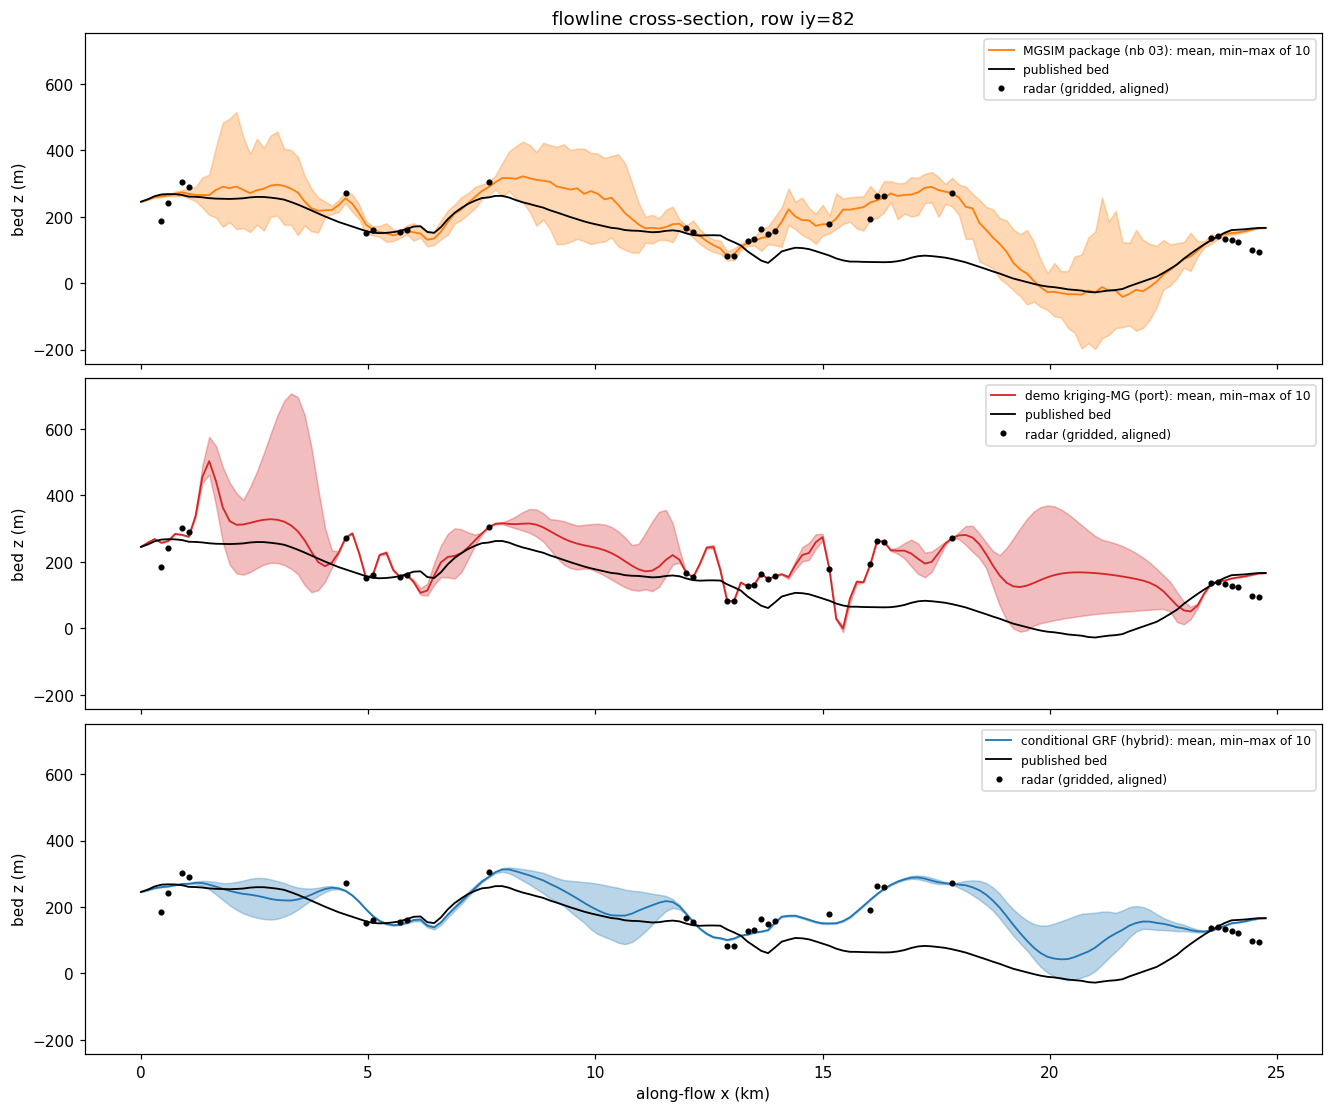 flowline cross-section, row iy=82
MGSIM package (nb 03): mean, min–max of 10
published bed
radar (gridded, aligned)
600
400
200
0
−200
bed z (m)
demo kriging-MG (port): mean, min–max of 10
published bed
radar (gridded, aligned)
600
400
200
0
−200
bed z (m)
conditional GRF (hybrid): mean, min–max of 10
published bed
radar (gridded, aligned)
600
400
200
0
−200
bed z (m)
0 5 10 15 20 25
along-flow x (km)